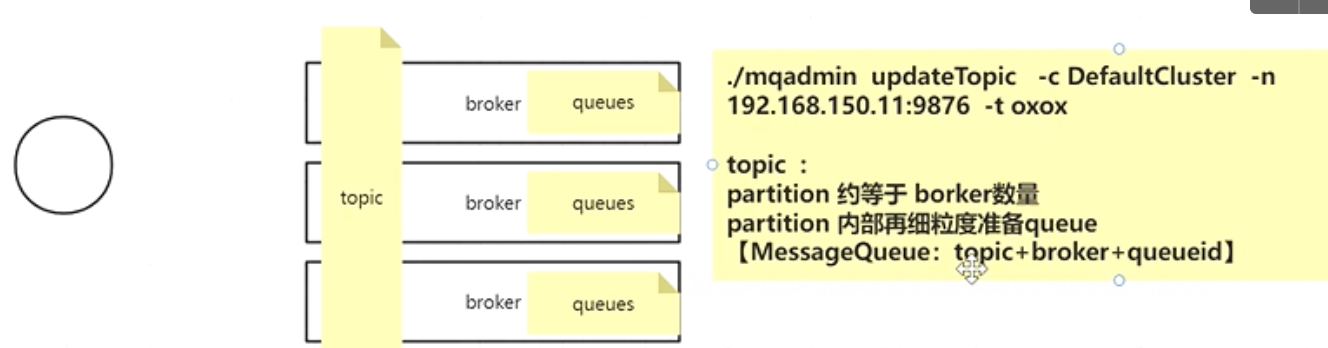 broker
queues
topic
broker
queues
broker
queues
./mqadmin updateTopic -c DefaultCluster -n
192.168.150.11:9876 -t oxox
topic ：
partition 约等于 borker数量
partition 内部再细粒度准备queue
【MessageQueue：topic+broker+queueid】